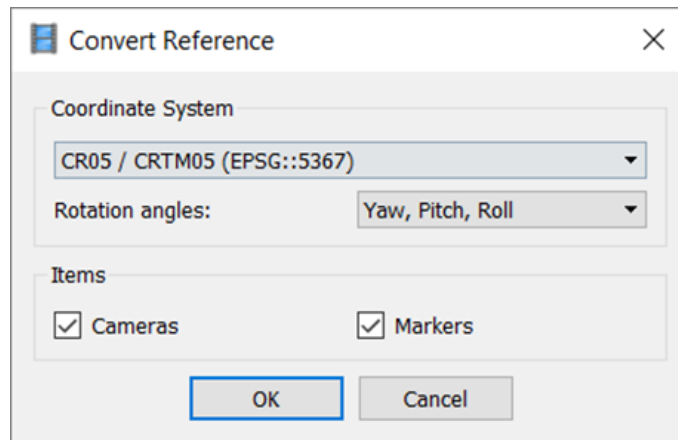 Convert Reference
Coordinate System
CR05 / CRTM05 (EPSG::5367)
Rotation angles: Yaw, Pitch, Roll
Items
Cameras Markers
OK Cancel